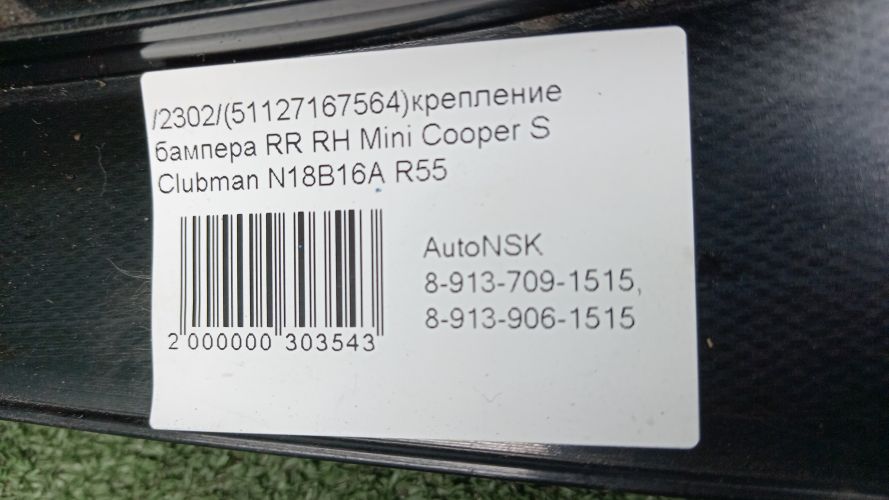 /2302/(51127167564)крепление
бампера RR RH Mini Cooper S
Clubman N18B16A R55
AutoNSK
8-913-709-1515,
8-913-906-1515
2 000000 303543